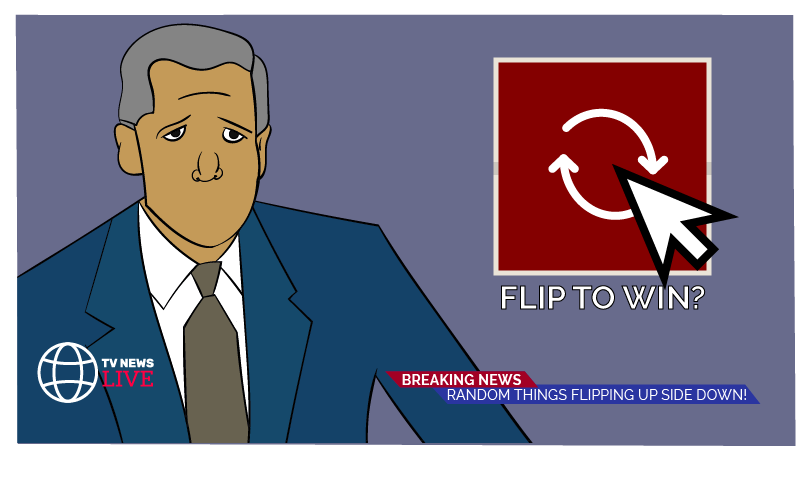 FLIP TO WIN?
TV NEWS
LIVE
BREAKING NEWS
RANDOM THINGS FLIPPING UP SIDE DOWN!